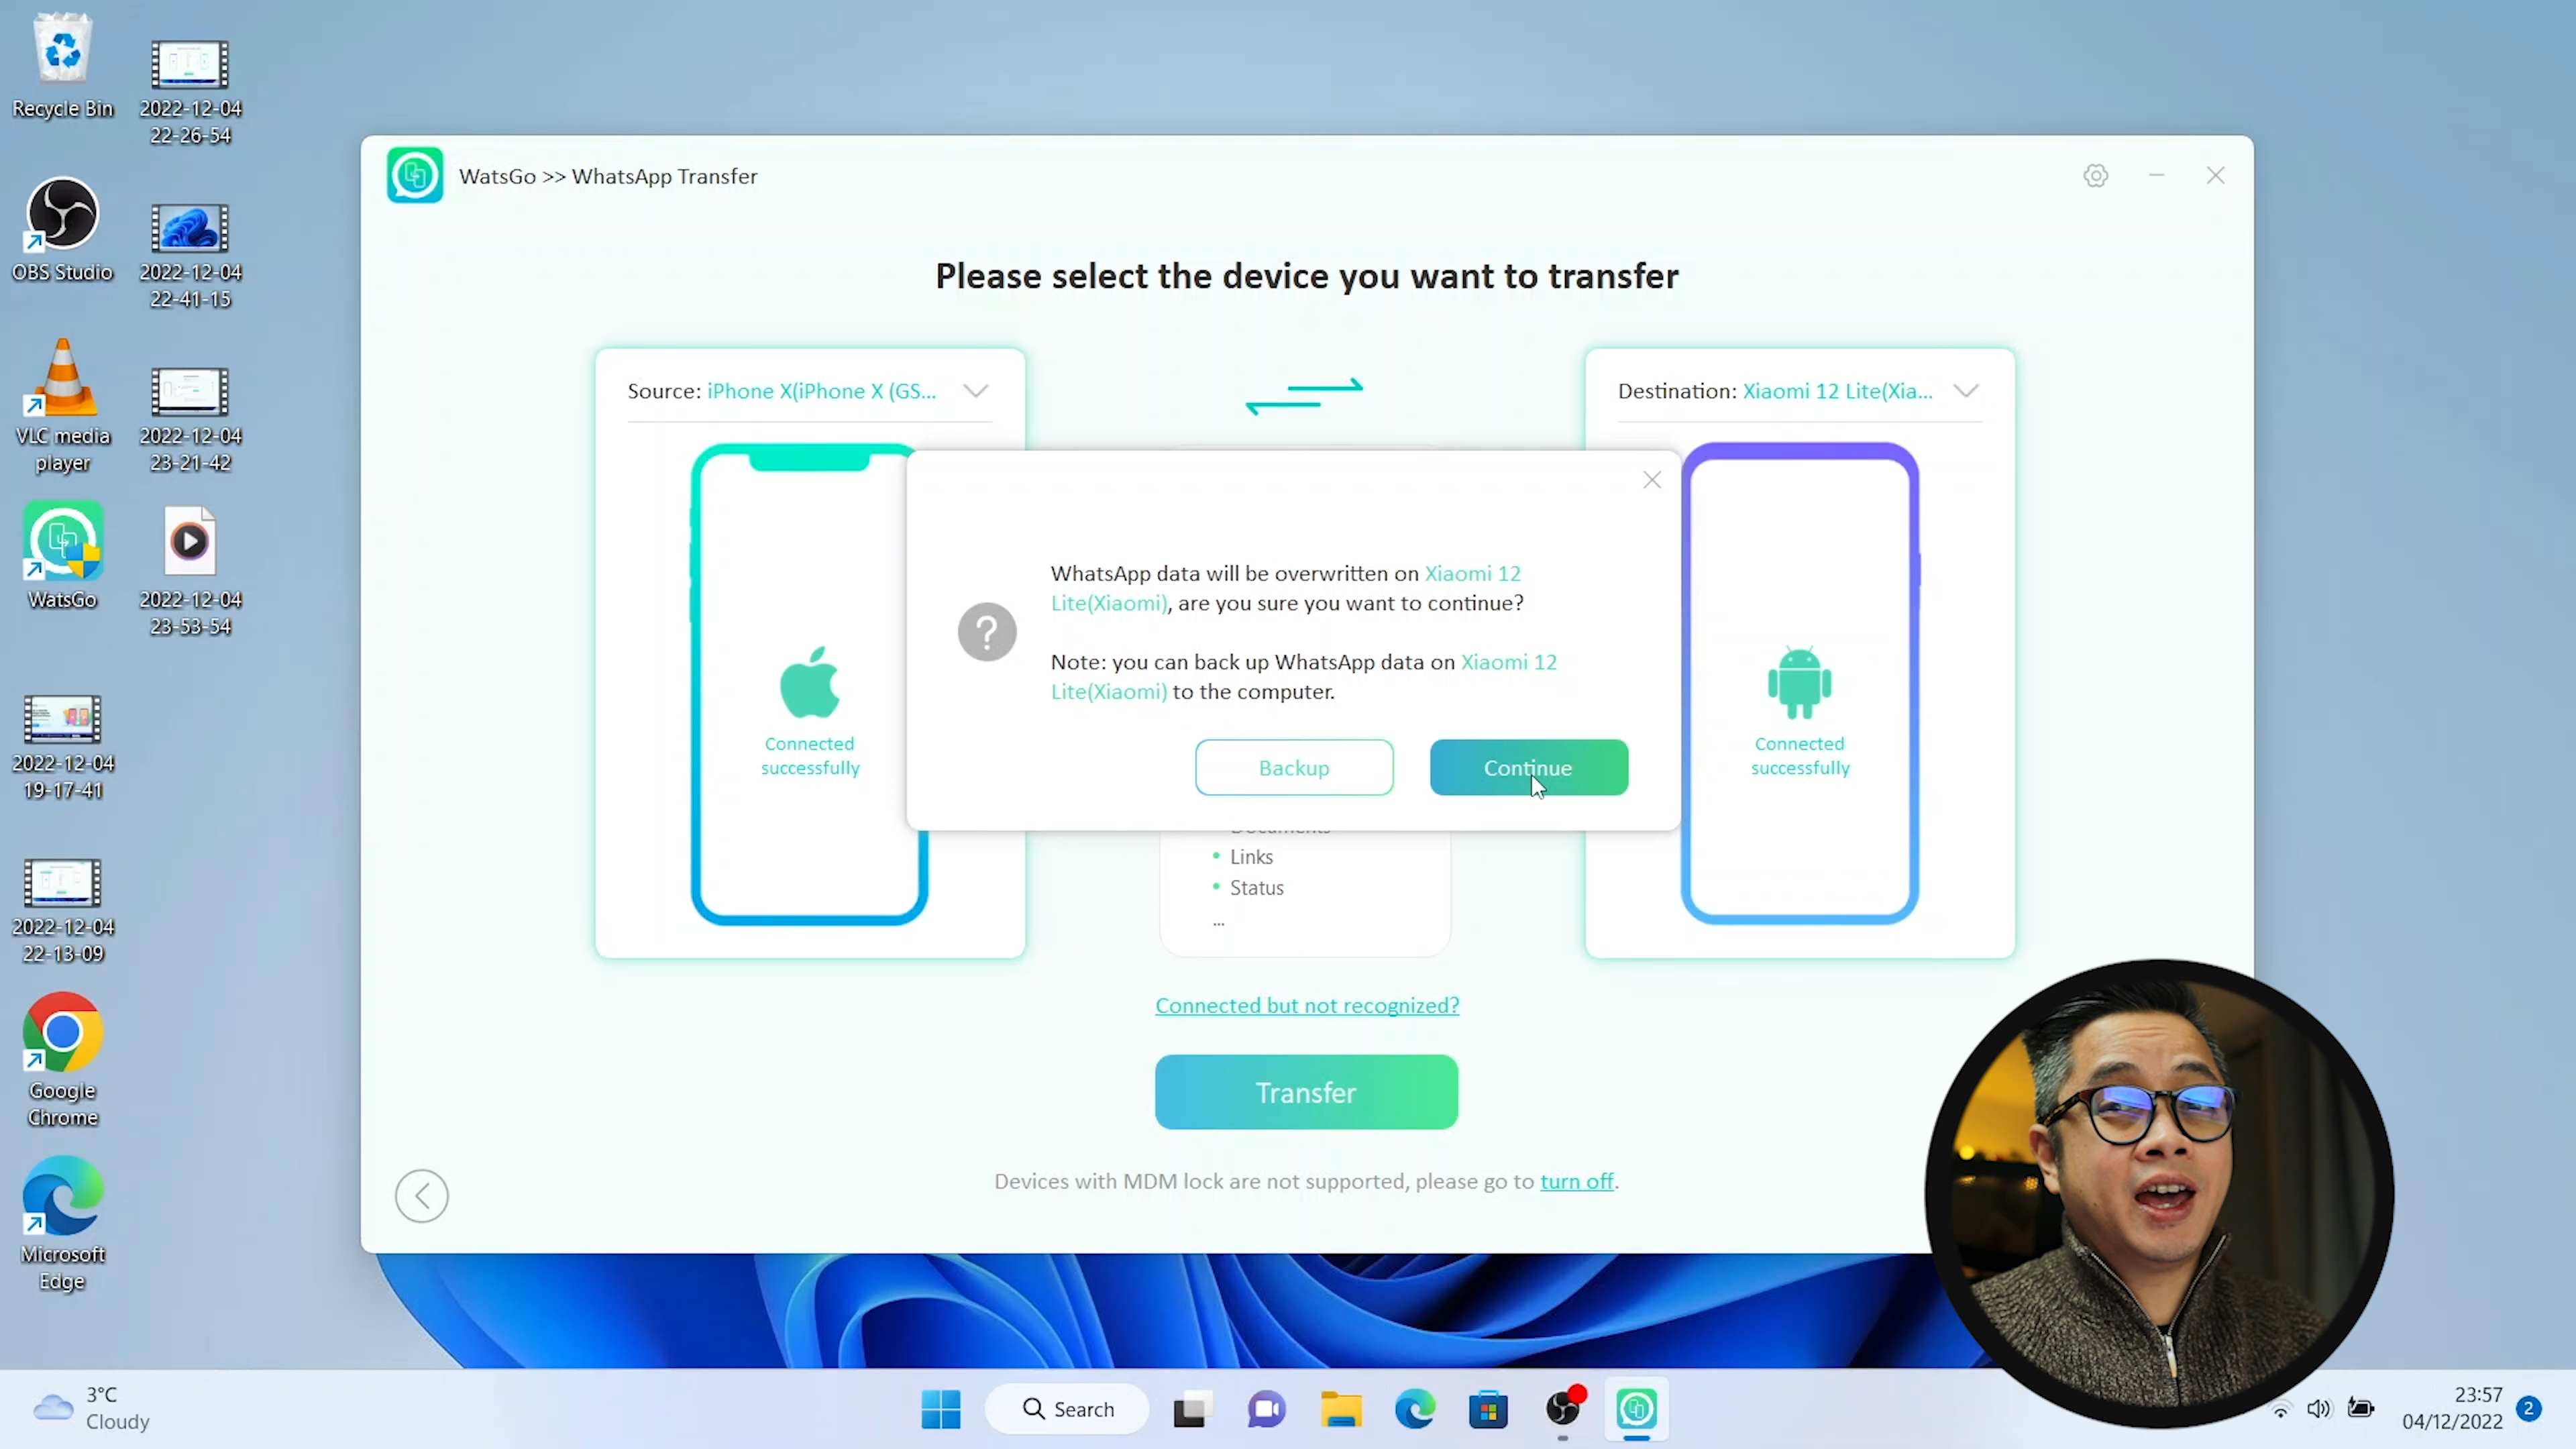 Recycle Bin
2022-12-04
22-26-54
OBS Studio
2022-12-04
22-41-15
VLC media
player
2022-12-04
23-21-42
WatsGo
2022-12-04
23-53-54
2022-12-04
19-17-41
2022-12-04
22-13-09
Google
Chrome
Microsoft
Edge
WatsGo >> WhatsApp Transfer
Please select the device you want to transfer
Source: iPhone X(iPhone X (GS...
Destination: Xiaomi 12 Lite(Xia...
Connected
successfully
WhatsApp data will be overwritten on Xiaomi 12
Lite(Xiaomi), are you sure you want to continue?
Note: you can back up WhatsApp data on Xiaomi 12
Lite(Xiaomi) to the computer.
Backup
Continue
Connected
successfully
Documents
• Links
• Status
...
Connected but not recognized?
Transfer
Devices with MDM lock are not supported, please go to turn off.
3°C
Cloudy
Search
23:57
04/12/2022
2